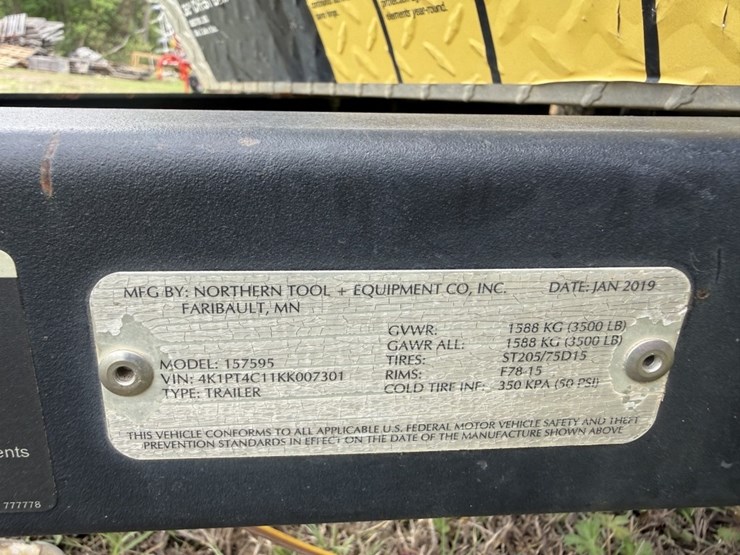 elements year-round.
MFG BY: NORTHERN TOOL + EQUIPMENT CO, INC. DATE: JAN 2019
FARIBAULT, MN
GVWR: 1588 KG (3500 LB)
GAWR ALL: 1588 KG (3500 LB)
MODEL: 157595 TIRES: ST205/75D15
VIN: 4K1PT4C11KK007301 RIMS: F78-15
TYPE: TRAILER COLD TIRE INF: 350 KPA (50 PSI)
THIS VEHICLE CONFORMS TO ALL APPLICABLE U.S. FEDERAL MOTOR VEHICLE SAFETY AND THEFT
PREVENTION STANDARDS IN EFFECT ON THE DATE OF THE MANUFACTURE SHOWN ABOVE
ents
777778